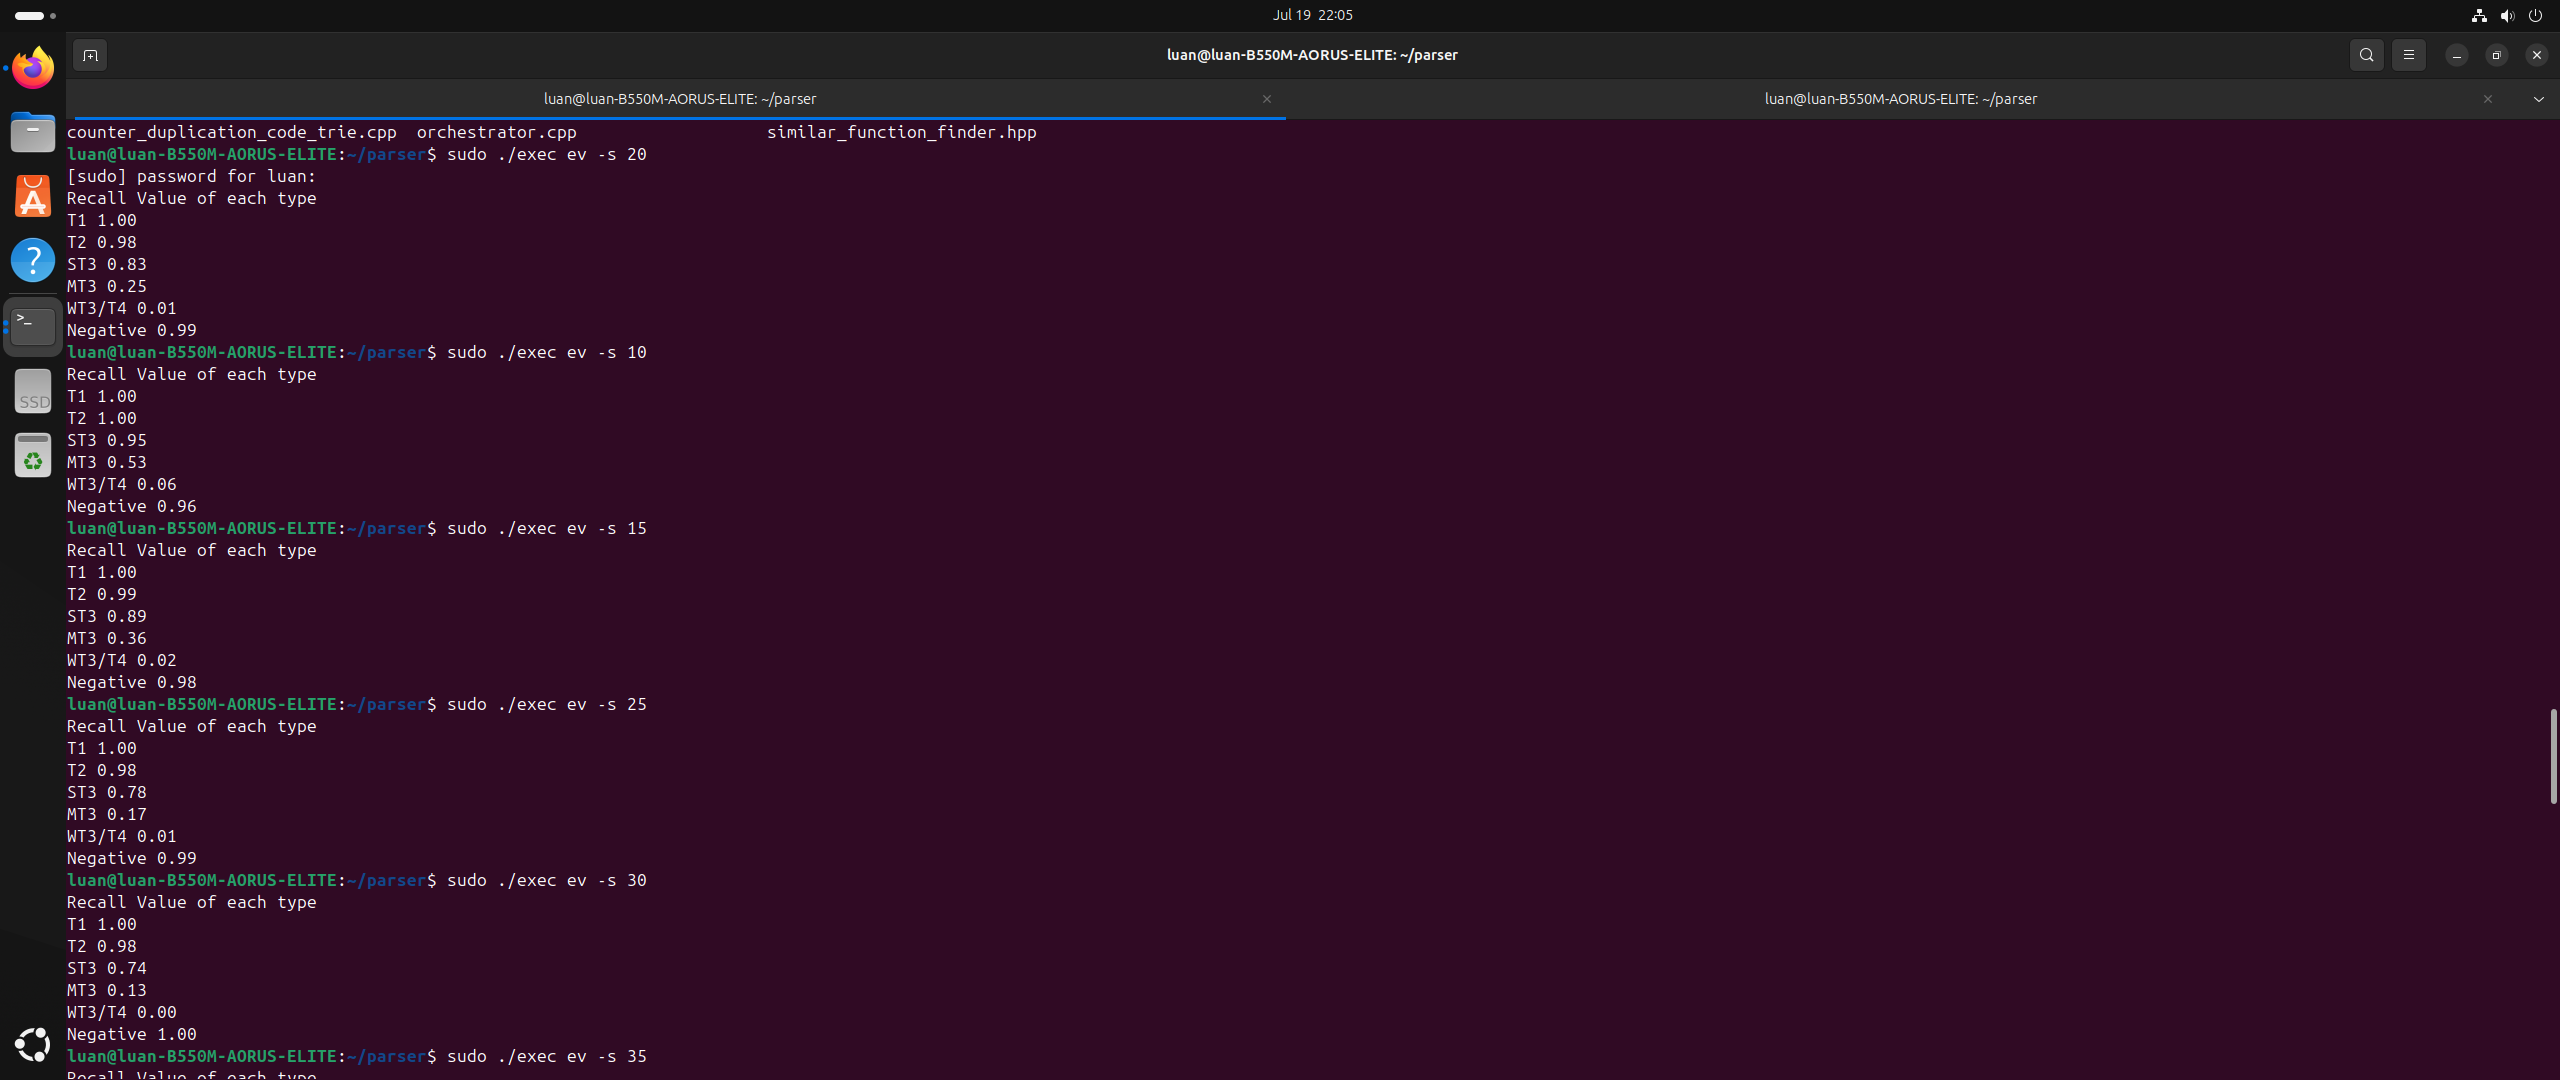 Jul 19 22:05
luan@luan-B550M-AORUS-ELITE: ~/parser
luan@luan-B550M-AORUS-ELITE: ~/parser
luan@luan-B550M-AORUS-ELITE: ~/parser
counter_duplication_code_trie.cpp orchestrator.cpp similar_function_finder.hpp
luan@luan-B550M-AORUS-ELITE:~/parser$ sudo ./exec ev -s 20
[sudo] password for luan:
Recall Value of each type
T1 1.00
T2 0.98
ST3 0.83
MT3 0.25
WT3/T4 0.01
Negative 0.99
luan@luan-B550M-AORUS-ELITE:~/parser$ sudo ./exec ev -s 10
Recall Value of each type
T1 1.00
T2 1.00
ST3 0.95
MT3 0.53
WT3/T4 0.06
Negative 0.96
luan@luan-B550M-AORUS-ELITE:~/parser$ sudo ./exec ev -s 15
Recall Value of each type
T1 1.00
T2 0.99
ST3 0.89
MT3 0.36
WT3/T4 0.02
Negative 0.98
luan@luan-B550M-AORUS-ELITE:~/parser$ sudo ./exec ev -s 25
Recall Value of each type
T1 1.00
T2 0.98
ST3 0.78
MT3 0.17
WT3/T4 0.01
Negative 0.99
luan@luan-B550M-AORUS-ELITE:~/parser$ sudo ./exec ev -s 30
Recall Value of each type
T1 1.00
T2 0.98
ST3 0.74
MT3 0.13
WT3/T4 0.00
Negative 1.00
luan@luan-B550M-AORUS-ELITE:~/parser$ sudo ./exec ev -s 35
Recall Value of each type
SSD